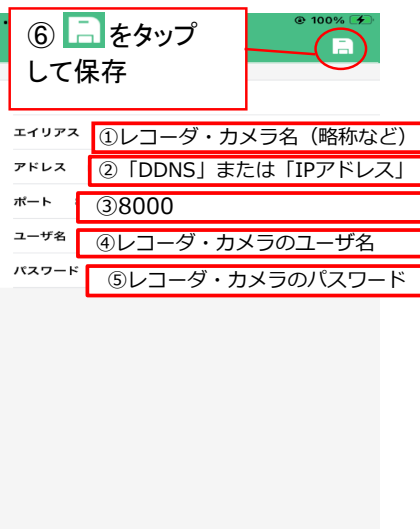 100%
⑥ をタップ
して保存
エイリアス ①レコーダ・カメラ名（略称など）
アドレス ②「DDNS」または「IPアドレス」
ポート ③8000
ユーザ名 ④レコーダ・カメラのユーザ名
パスワード ⑤レコーダ・カメラのパスワード